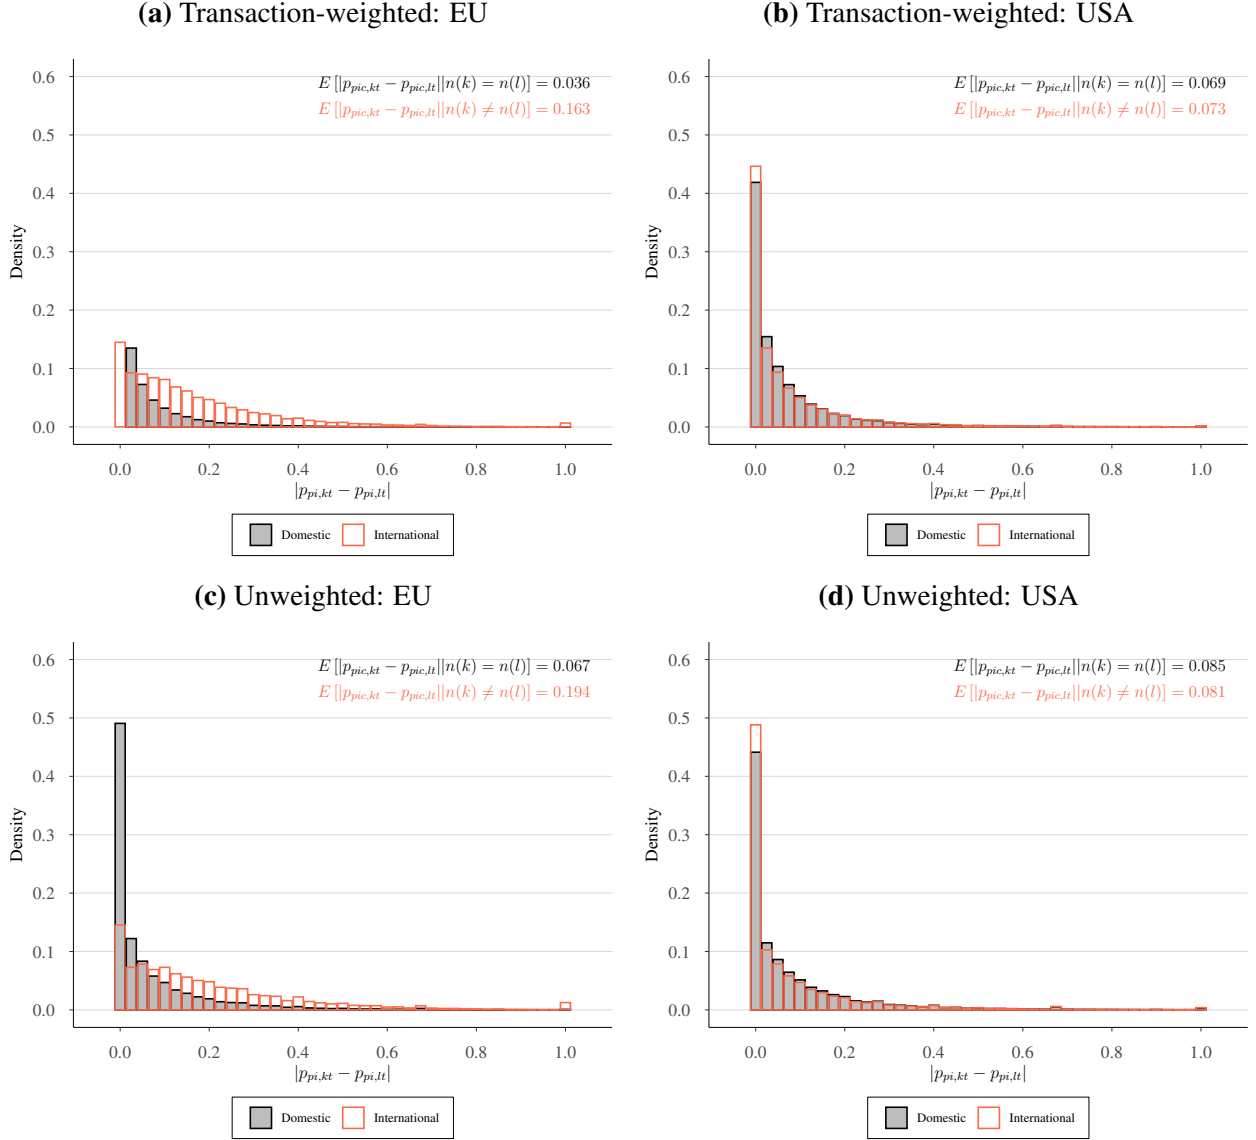 (a) Transaction-weighted: EU
E [|p_{pic,kt} − p_{pic,lt}||n(k) = n(l)] = 0.036
E [|p_{pic,kt} − p_{pic,lt}||n(k) ≠ n(l)] = 0.163
0.6
0.5
0.4
0.3
0.2
0.1
0.0
Density
0.0 0.2 0.4 0.6 0.8 1.0
|p_{pi,kt} − p_{pi,lt}|
Domestic International
(b) Transaction-weighted: USA
E [|p_{pic,kt} − p_{pic,lt}||n(k) = n(l)] = 0.069
E [|p_{pic,kt} − p_{pic,lt}||n(k) ≠ n(l)] = 0.073
0.6
0.5
0.4
0.3
0.2
0.1
0.0
Density
0.0 0.2 0.4 0.6 0.8 1.0
|p_{pi,kt} − p_{pi,lt}|
Domestic International
(c) Unweighted: EU
E [|p_{pic,kt} − p_{pic,lt}||n(k) = n(l)] = 0.067
E [|p_{pic,kt} − p_{pic,lt}||n(k) ≠ n(l)] = 0.194
0.6
0.5
0.4
0.3
0.2
0.1
0.0
Density
0.0 0.2 0.4 0.6 0.8 1.0
|p_{pi,kt} − p_{pi,lt}|
Domestic International
(d) Unweighted: USA
E [|p_{pic,kt} − p_{pic,lt}||n(k) = n(l)] = 0.085
E [|p_{pic,kt} − p_{pic,lt}||n(k) ≠ n(l)] = 0.081
0.6
0.5
0.4
0.3
0.2
0.1
0.0
Density
0.0 0.2 0.4 0.6 0.8 1.0
|p_{pi,kt} − p_{pi,lt}|
Domestic International